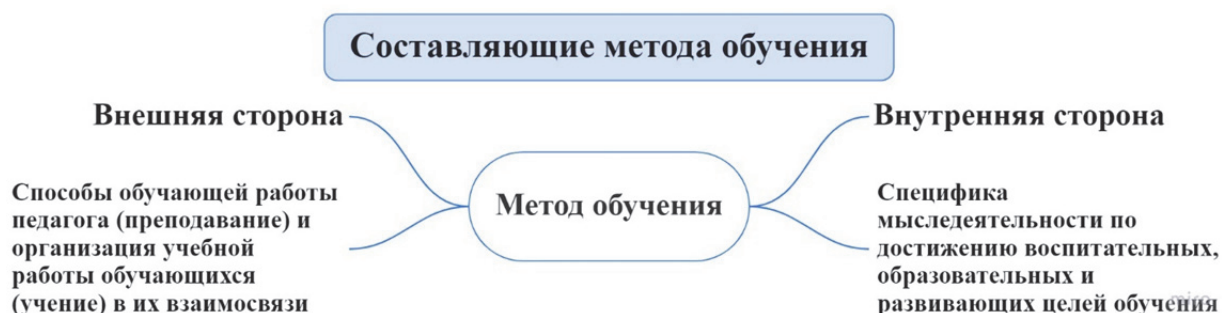 Составляющие метода обучения
Внешняя сторона
Способы обучающей работы
педагога (преподавание) и
организация учебной
работы обучающихся
(учение) в их взаимосвязи
Метод обучения
Внутренняя сторона
Специфика
мыследеятельности по
достижению воспитательных,
образовательных и
развивающих целей обучения
miro